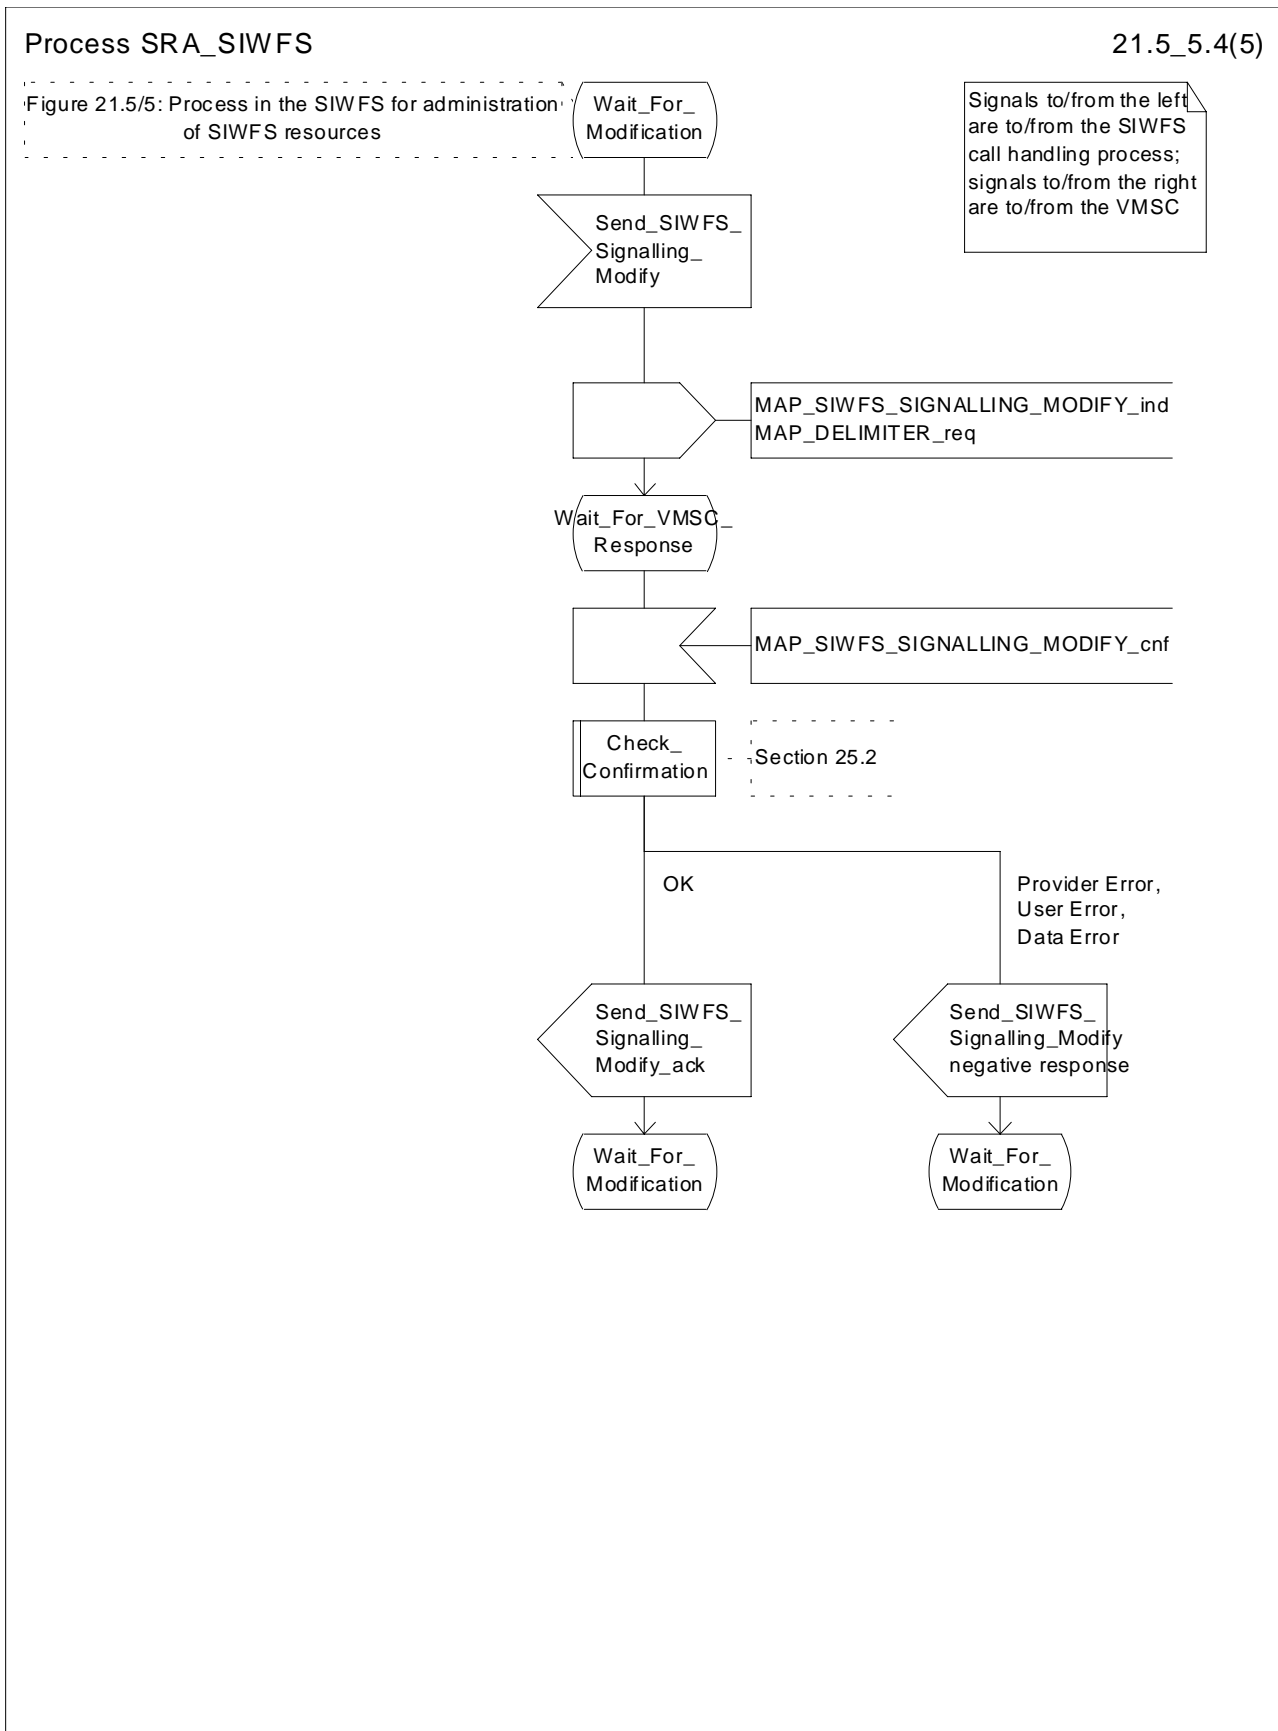 Process SRA_SIWFS
21.5_5.4(5)
Figure 21.5/5: Process in the SIWFS for administration
of SIWFS resources
Wait_For_
Modification
Signals to/from the left
are to/from the SIWFS
call handling process;
signals to/from the right
are to/from the VMSC
Send_SIWFS_
Signalling_
Modify
MAP_SIWFS_SIGNALLING_MODIFY_ind
MAP_DELIMITER_req
Wait_For_VMSC_
Response
MAP_SIWFS_SIGNALLING_MODIFY_cnf
Check_
Confirmation
Section 25.2
OK
Provider Error,
User Error,
Data Error
Send_SIWFS_
Signalling_
Modify_ack
Send_SIWFS_
Signalling_Modify
negative response
Wait_For_
Modification
Wait_For_
Modification